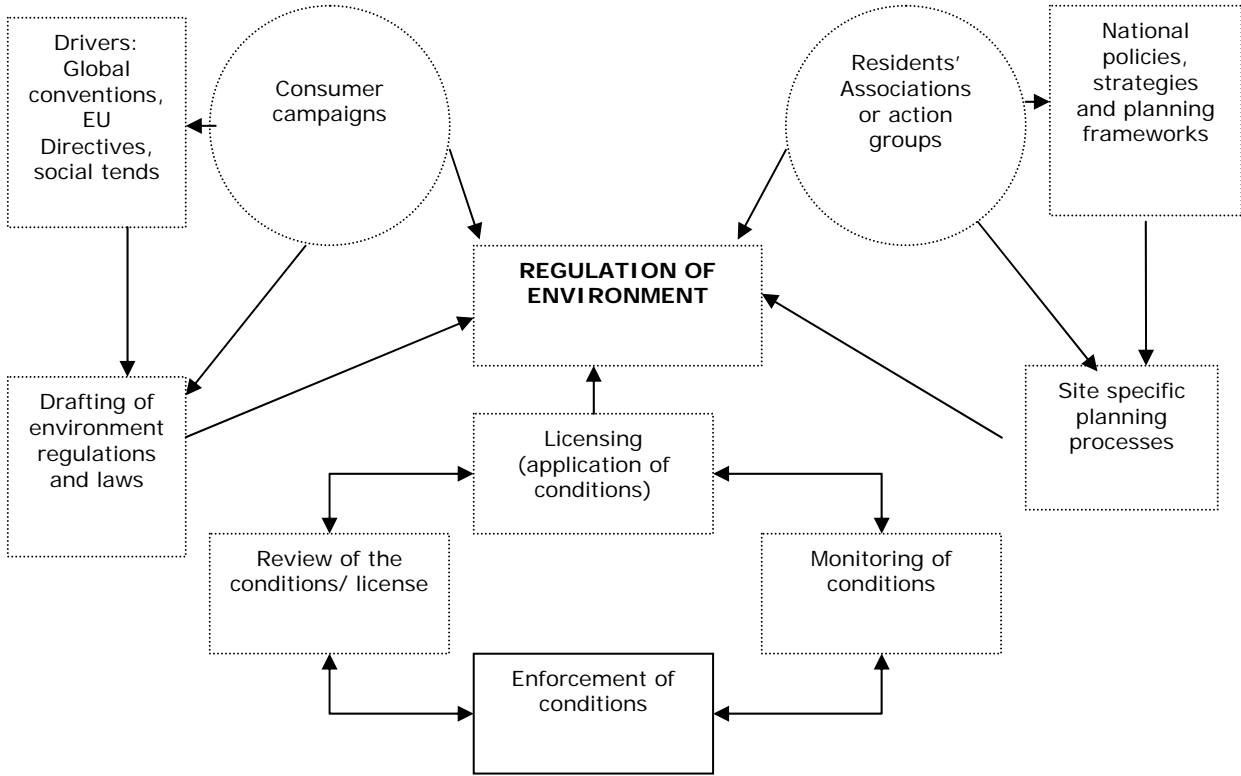 Drivers:
Global
conventions,
EU
Directives,
social tends
Consumer
campaigns
Residents’
Associations
or action
groups
National
policies,
strategies
and planning
frameworks
REGULATION OF
ENVIRONMENT
Drafting of
environment
regulations
and laws
Licensing
(application of
conditions)
Site specific
planning
processes
Review of the
conditions/ license
Monitoring of
conditions
Enforcement of
conditions